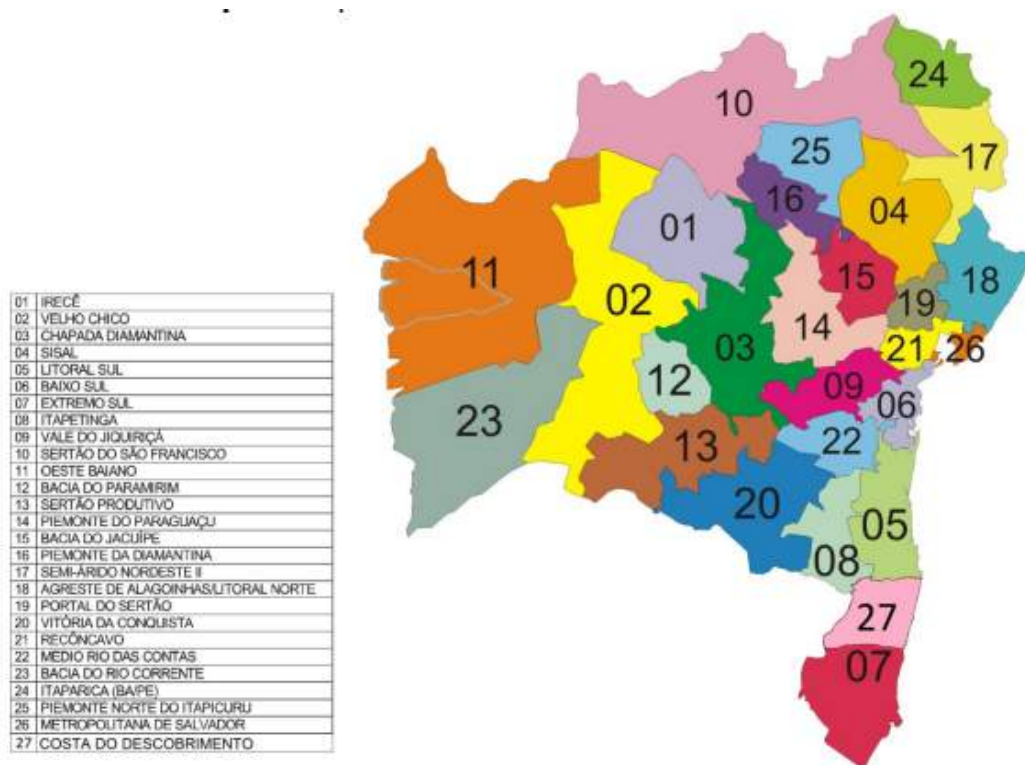 01 IRECÊ
02 VELHO CHICO
03 CHAPADA DIAMANTINA
04 SISAL
05 LITORAL SUL
06 BAIXO SUL
07 EXTREMO SUL
08 ITAPETINGA
09 VALE DO JIQUIRIÇÁ
10 SERTÃO DO SÃO FRANCISCO
11 OESTE BAIANO
12 BACIA DO PARAMIRIM
13 SERTÃO PRODUTIVO
14 PIEMONTE DO PARAGUAÇU
15 BACIA DO JACUÍPE
16 PIEMONTE DA DIAMANTINA
17 SEMI-ÁRIDO NORDESTE II
18 AGRESTE DE ALAGOINHAS/LITORAL NORTE
19 PORTAL DO SERTÃO
20 VITÓRIA DA CONQUISTA
21 RECÔNCAVO
22 MEDIO RIO DAS CONTAS
23 BACIA DO RIO CORRENTE
24 ITAPARICA (BA/PE)
25 PIEMONTE NORTE DO ITAPICURU
26 METROPOLITANA DE SALVADOR
27 COSTA DO DESCOBRIMENTO
24
10
25
17
16
04
01
11
15
18
02
19
14
03
21
26
12
09
06
23
13
22
20
05
08
27
07